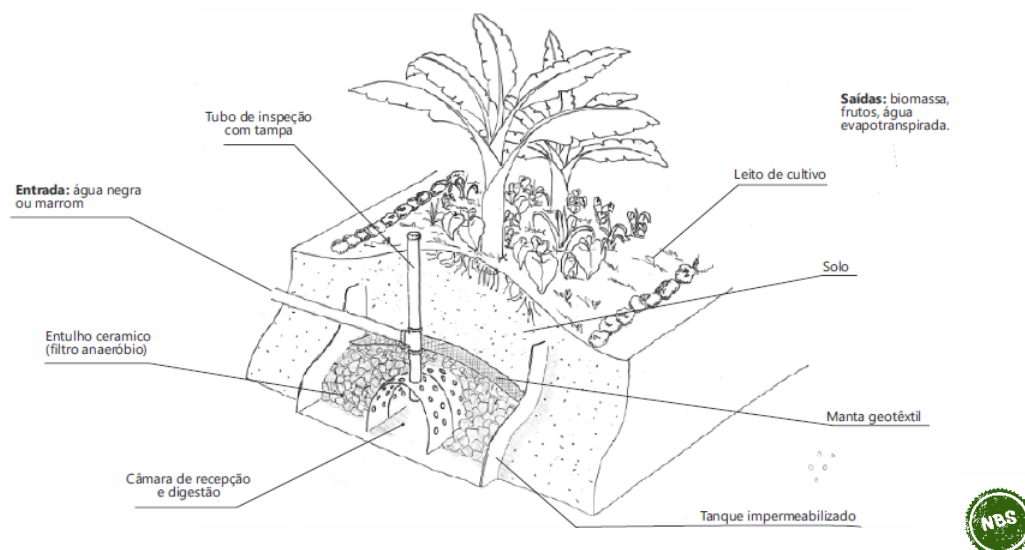 Saídas: biomassa,
frutos, água
evapotranspirada.
Tubo de inspeção
com tampa
Leito de cultivo
Entrada: água negra
ou marrom
Solo
Entulho ceramico
(filtro anaeróbio)
Manta geotêxtil
Câmara de recepção
e digestão
Tanque impermeabilizado
NBS